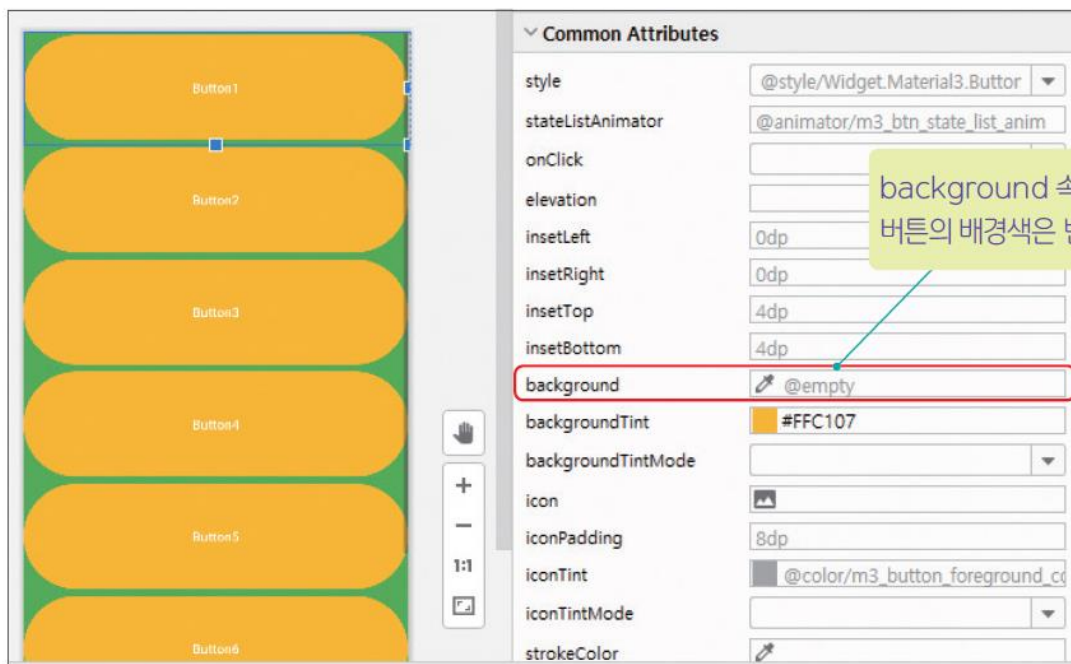 Common Attributes
style @style/Widget.Material3.Buttor
stateListAnimator @animator/m3_btn_state_list_anim
onClick
elevation
insetLeft 0dp
insetRight 0dp
insetTop 4dp
insetBottom 4dp
background @empty
backgroundTint #FFC107
backgroundTintMode
icon
iconPadding 8dp
iconTint @color/m3_button_foreground_co
iconTintMode
strokeColor
background
버튼의 배경색은
Button1
Button2
Button3
Button4
Button5
Button6
1:1